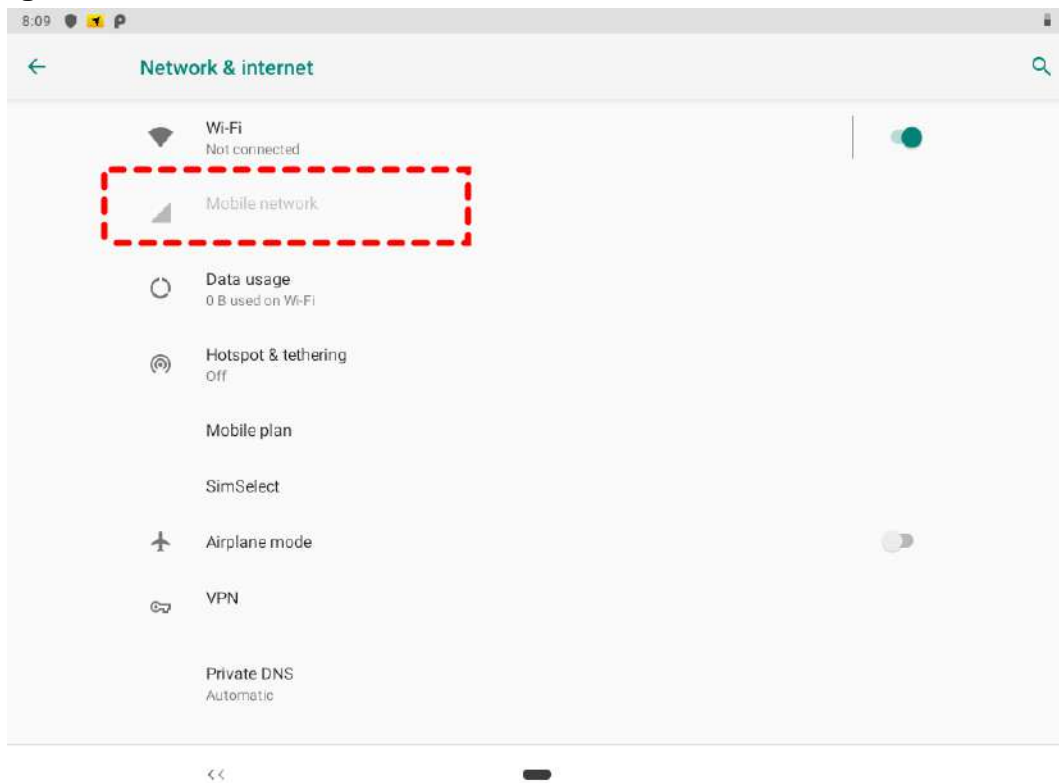 8:09
Network & internet
Wi-Fi
Not connected
Mobile network
Data usage
0 B used on Wi-Fi
Hotspot & tethering
Off
Mobile plan
SimSelect
Airplane mode
VPN
Private DNS
Automatic